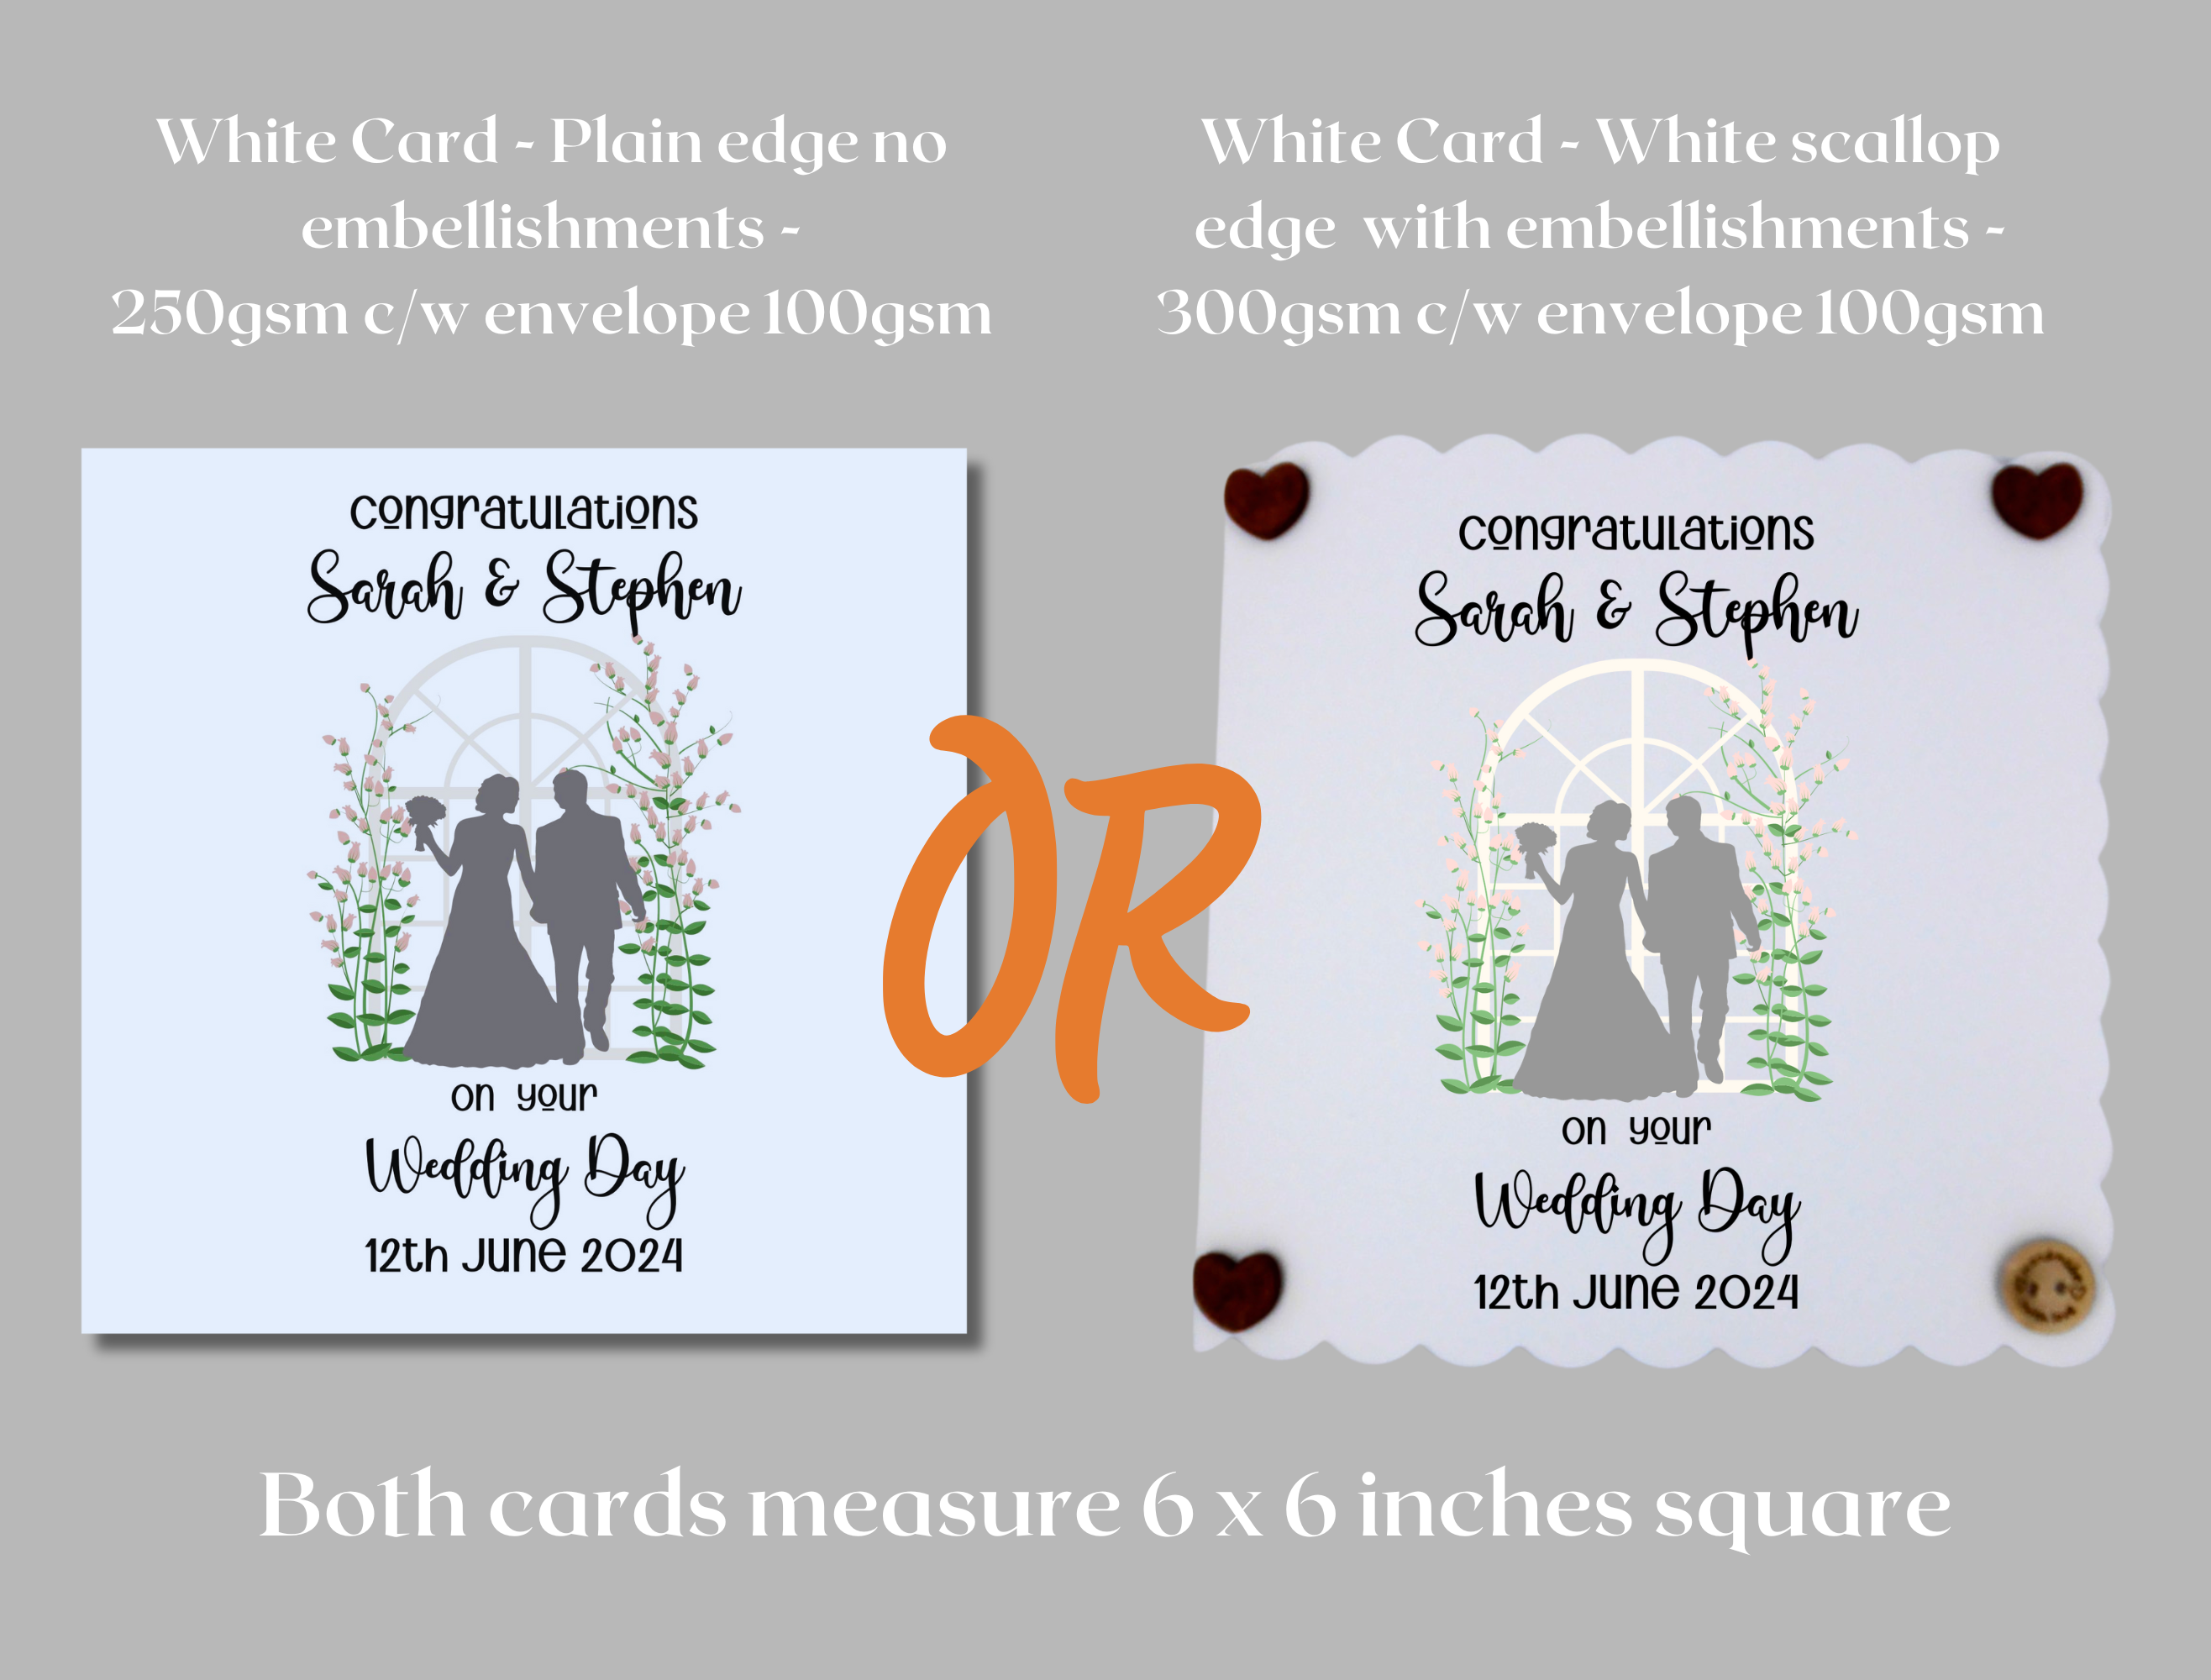 White Card - Plain edge no
embellishments -
250gsm c/w envelope 100gsm
White Card - White scallop
edge with embellishments -
300gsm c/w envelope 100gsm
congratulations
Sarah & Stephen
on your
Wedding Day
12th June 2024
OR
congratulations
Sarah & Stephen
on your
Wedding Day
12th June 2024
Both cards measure 6 x 6 inches square